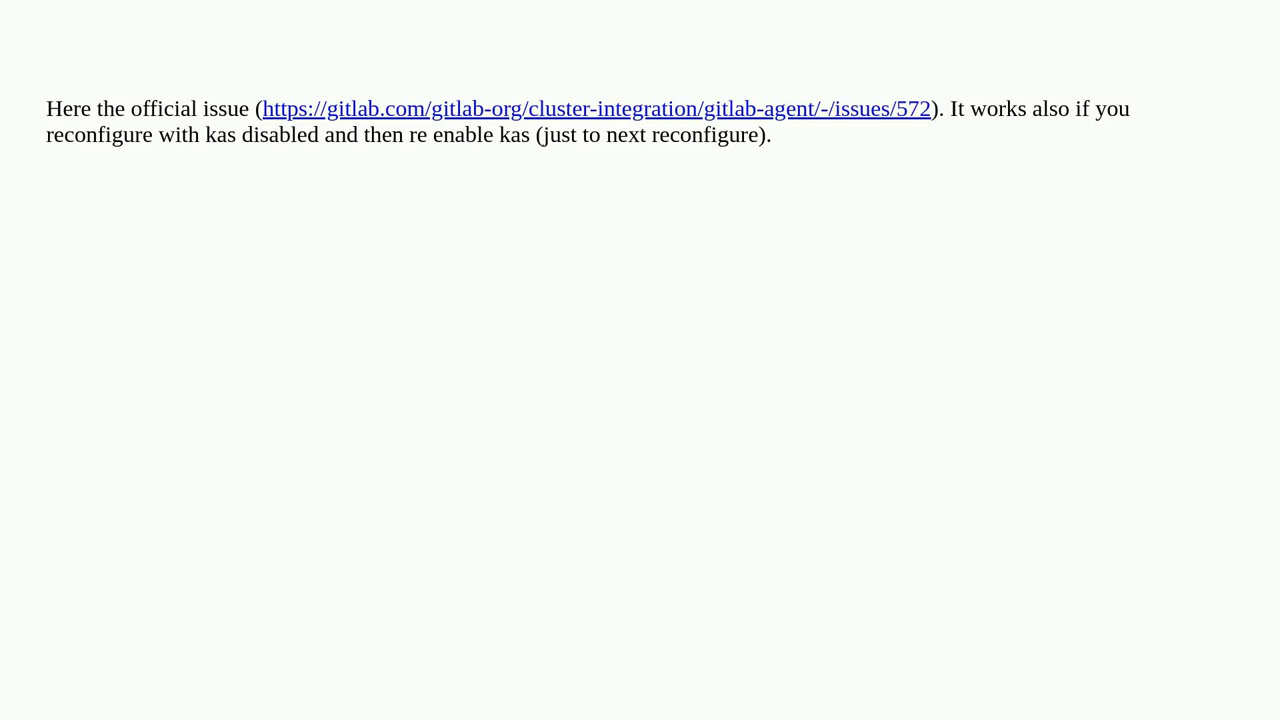 Here the official issue (https://gitlab.com/gitlab-org/cluster-integration/gitlab-agent/-/issues/572). It works also if you
reconfigure with kas disabled and then re enable kas (just to next reconfigure).